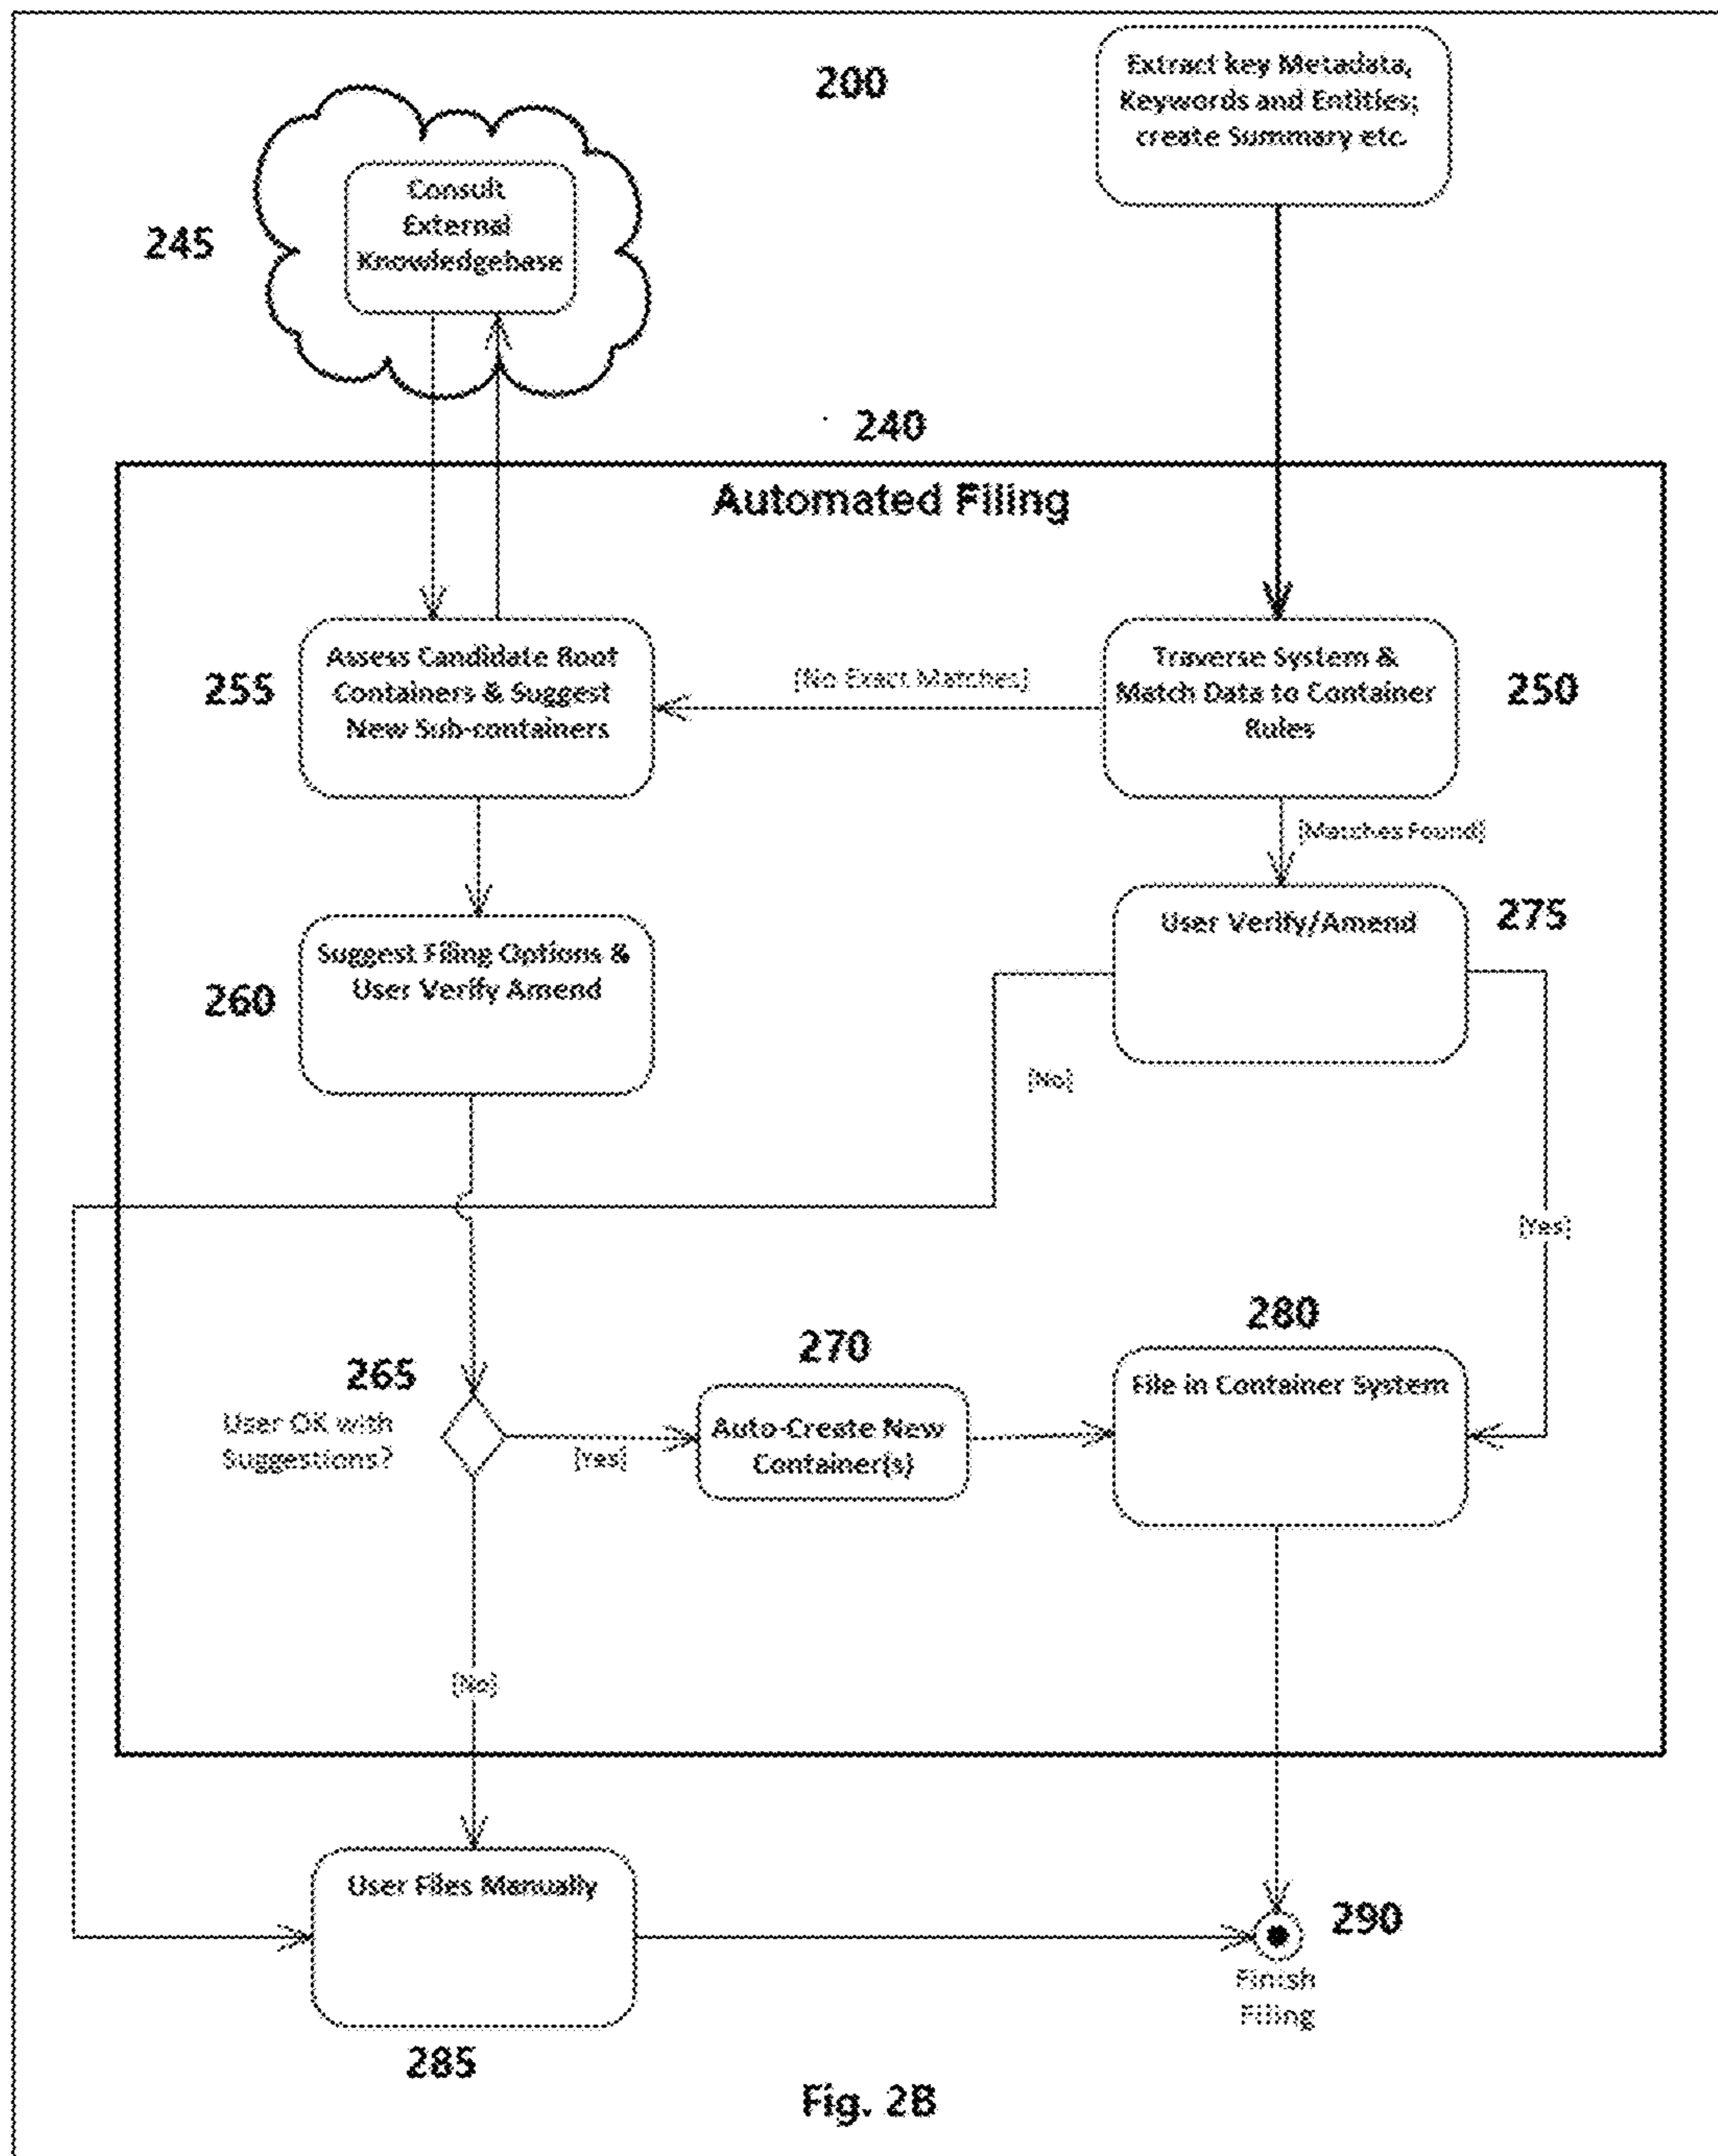 200
Extract key Metadata,
Keywords and Entities;
create Summary etc.
245
Consult
External
Knowledgebase
240
Automated Filing
255
Assess Candidate Root
Containers & Suggest
New Sub-containers
[No Exact Matches]
Traverse System &
Match Data to Container
Rules
250
[Matches Found]
260
Suggest Filing Options &
User Verify Amend
User Verify/Amend
275
[No]
[Yes]
265
User OK with
Suggestions?
[Yes]
270
Auto-Create New
Container(s)
280
File in Container System
[No]
User Files Manually
285
290
Finish
Filing
Fig. 2B